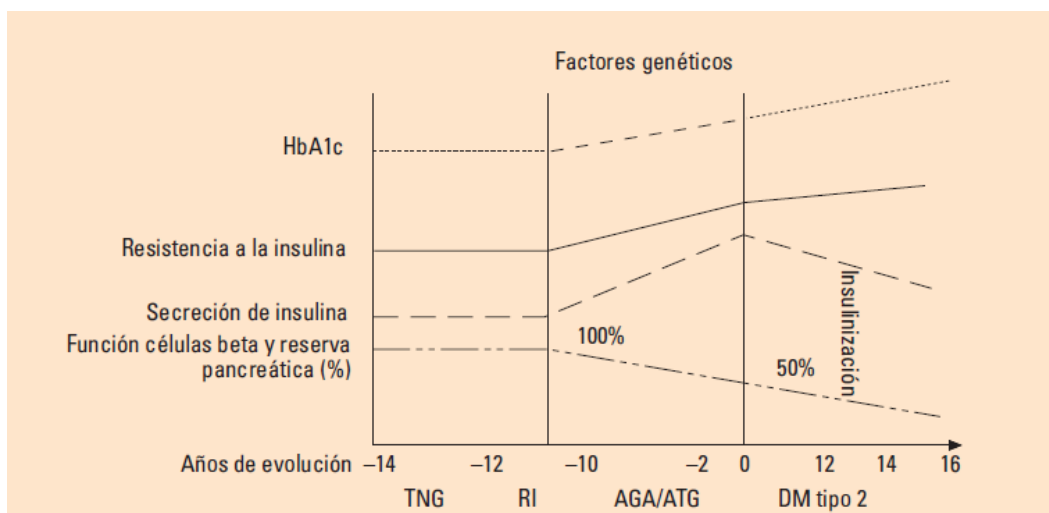 Factores genéticos
HbA1c
Resistencia a la insulina
Secreción de insulina
Función células beta y reserva
pancreática (%)
100%
50%
Insulinización
Años de evolución –14 –12 –10 –2 0 12 14 16
TNG RI AGA/ATG DM tipo 2